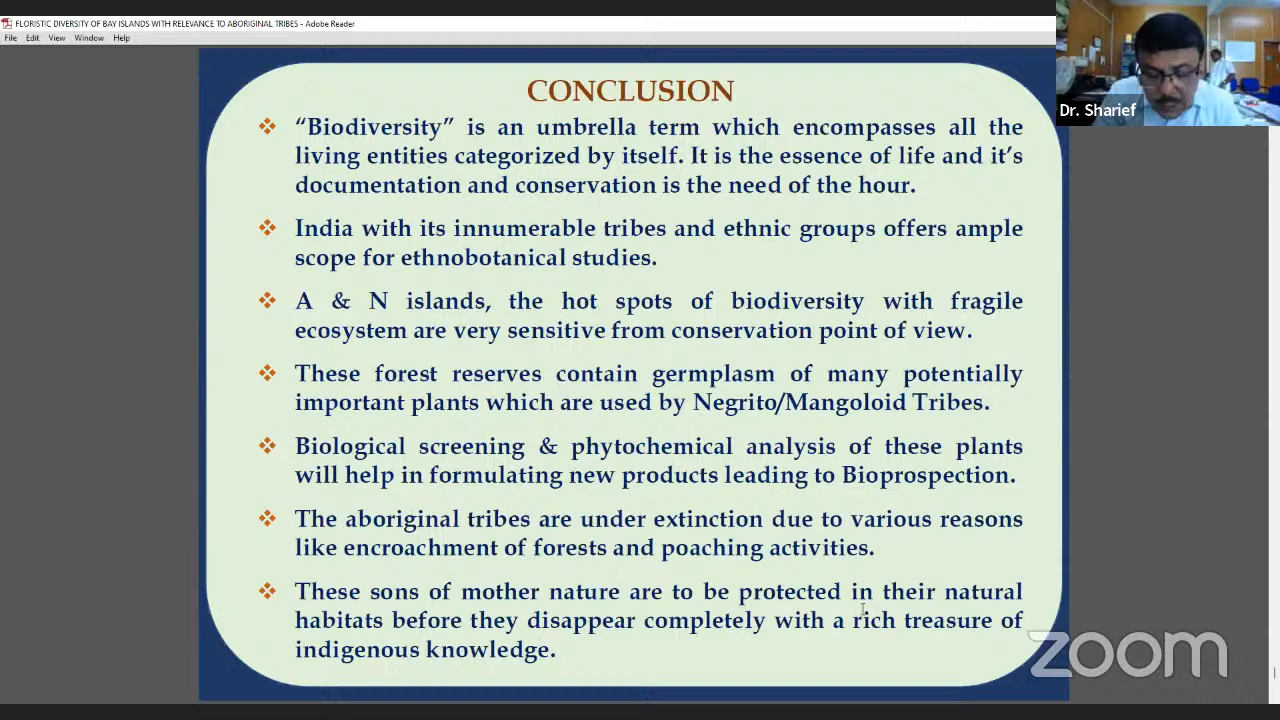 FLORISTIC DIVERSITY OF BAY ISLANDS WITH RELEVANCE TO ABORIGINAL TRIBES - Adobe Reader
File Edit View Window Help
Dr. Sharief
CONCLUSION
“Biodiversity” is an umbrella term which encompasses all the
living entities categorized by itself. It is the essence of life and it’s
documentation and conservation is the need of the hour.
India with its innumerable tribes and ethnic groups offers ample
scope for ethnobotanical studies.
A & N islands, the hot spots of biodiversity with fragile
ecosystem are very sensitive from conservation point of view.
These forest reserves contain germplasm of many potentially
important plants which are used by Negrito/Mangoloid Tribes.
Biological screening & phytochemical analysis of these plants
will help in formulating new products leading to Bioprospection.
The aboriginal tribes are under extinction due to various reasons
like encroachment of forests and poaching activities.
These sons of mother nature are to be protected in their natural
habitats before they disappear completely with a rich treasure of
indigenous knowledge.
zoom